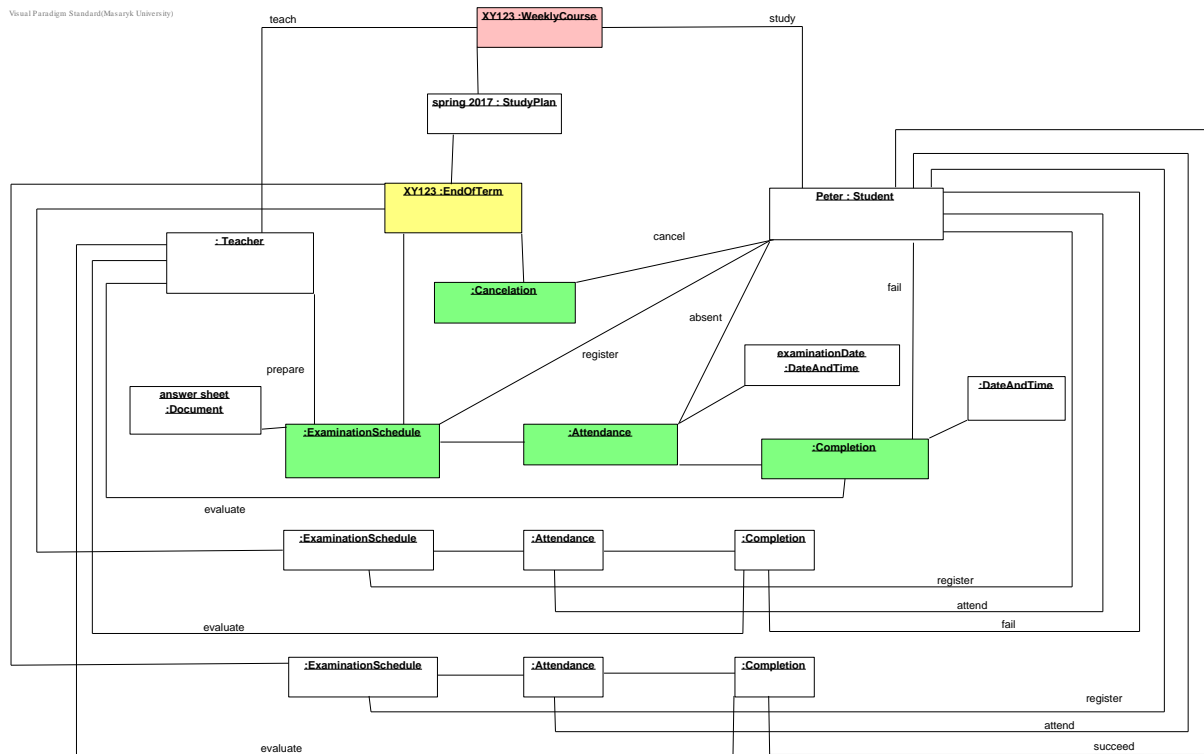 Visual Paradigm Standard(Masaryk University)
XY123 :WeeklyCourse
teach
study
spring 2017 : StudyPlan
XY123 :EndOfTerm
Peter : Student
: Teacher
cancel
:Cancelation
fail
absent
register
examinationDate
:DateAndTime
prepare
:DateAndTime
answer sheet
:Document
:ExaminationSchedule
:Attendance
:Completion
evaluate
:ExaminationSchedule
:Attendance
:Completion
register
attend
evaluate
fail
:ExaminationSchedule
:Attendance
:Completion
register
attend
evaluate
succeed